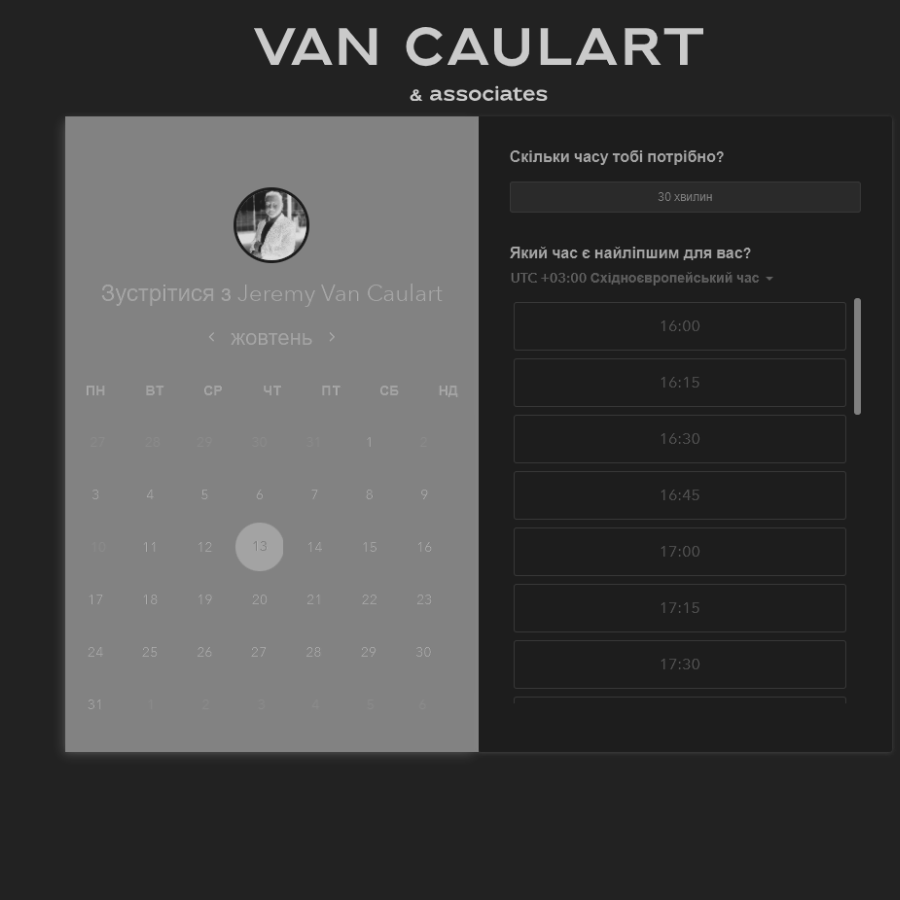 VAN CAULART
& associates
Зустрітися з Jeremy Van Caulart
жовтень
ПН ВТ СР ЧТ ПТ СБ НД
27 28 29 30 31 1 2
3 4 5 6 7 8 9
10 11 12 13 14 15 16
17 18 19 20 21 22 23
24 25 26 27 28 29 30
31 1 2 3 4 5 6
Скільки часу тобі потрібно?
30 хвилин
Який час є найліпшим для вас?
UTC +03:00 Східноєвропейський час
16:00
16:15
16:30
16:45
17:00
17:15
17:30